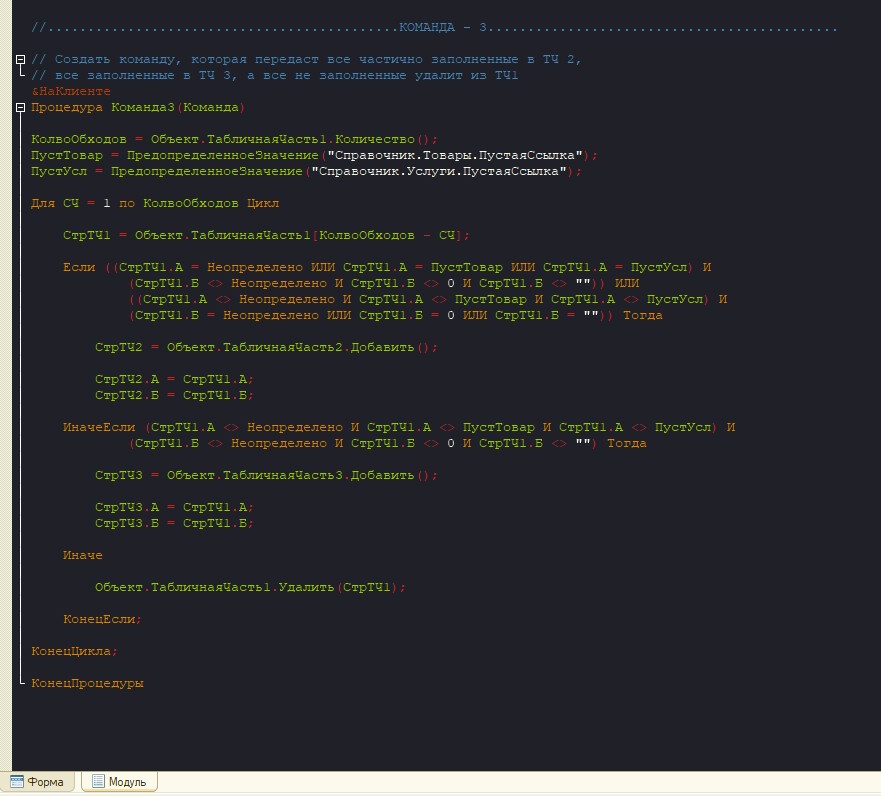 //............................................КОМАНДА - 3............................................
// Создать команду, которая передаст все частично заполненные в ТЧ 2,
// все заполненные в ТЧ 3, а все не заполненные удалит из ТЧ1
&НаКлиенте
Процедура Команда3(Команда)
КолвоОбходов = Объект.ТабличнаяЧасть1.Количество();
ПустТовар = ПредопределенноеЗначение("Справочник.Товары.ПустаяСсылка");
ПустУсл = ПредопределенноеЗначение("Справочник.Услуги.ПустаяСсылка");
Для СЧ = 1 по КолвоОбходов Цикл
СтрТЧ1 = Объект.ТабличнаяЧасть1[КолвоОбходов - СЧ];
Если ((СтрТЧ1.А = Неопределено ИЛИ СтрТЧ1.А = ПустТовар ИЛИ СтрТЧ1.А = ПустУсл) И
(СтрТЧ1.Б <> Неопределено И СтрТЧ1.Б <> 0 И СтрТЧ1.Б <> "")) ИЛИ
((СтрТЧ1.А <> Неопределено И СтрТЧ1.А <> ПустТовар И СтрТЧ1.А <> ПустУсл) И
(СтрТЧ1.Б = Неопределено ИЛИ СтрТЧ1.Б = 0 ИЛИ СтрТЧ1.Б = "")) Тогда
СтрТЧ2 = Объект.ТабличнаяЧасть2.Добавить();
СтрТЧ2.А = СтрТЧ1.А;
СтрТЧ2.Б = СтрТЧ1.Б;
ИначеЕсли (СтрТЧ1.А <> Неопределено И СтрТЧ1.А <> ПустТовар И СтрТЧ1.А <> ПустУсл) И
(СтрТЧ1.Б <> Неопределено И СтрТЧ1.Б <> 0 И СтрТЧ1.Б <> "") Тогда
СтрТЧ3 = Объект.ТабличнаяЧасть3.Добавить();
СтрТЧ3.А = СтрТЧ1.А;
СтрТЧ3.Б = СтрТЧ1.Б;
Иначе
Объект.ТабличнаяЧасть1.Удалить(СтрТЧ1);
КонецЕсли;
КонецЦикла;
КонецПроцедуры
Форма Модуль